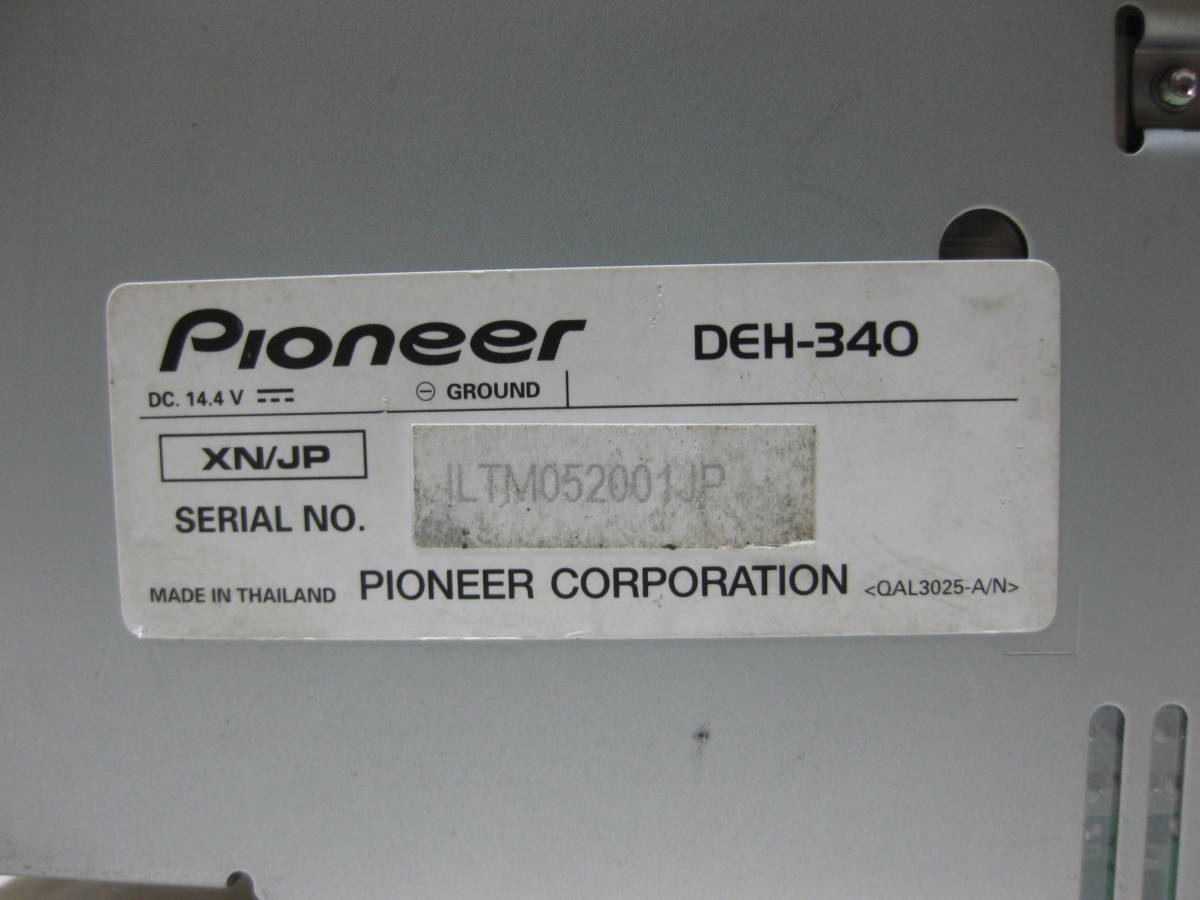 Pioneer DEH-340
DC. 14.4 V ⊖ GROUND
XN/JP
SERIAL NO. ILTM052001JP
MADE IN THAILAND PIONEER CORPORATION <QAL3025-A/N>